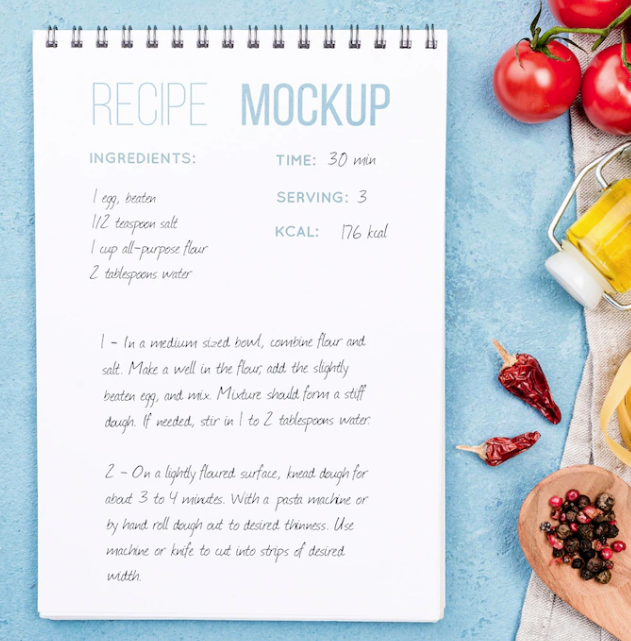 RECIPE MOCKUP
INGREDIENTS:
1 egg, beaten
1/2 teaspoon salt
1 cup all-purpose flour
2 tablespoons water
TIME: 30 min
SERVING: 3
KCAL: 176 kcal
1 - In a medium sized bowl, combine flour and
salt. Make a well in the flour, add the slightly
beaten egg, and mix. Mixture should form a stiff
dough. If needed, stir in 1 to 2 tablespoons water.
2 - On a lightly floured surface, knead dough for
about 3 to 4 minutes. With a pasta machine or
by hand roll dough out to desired thinness. Use
machine or knife to cut into strips of desired
width.